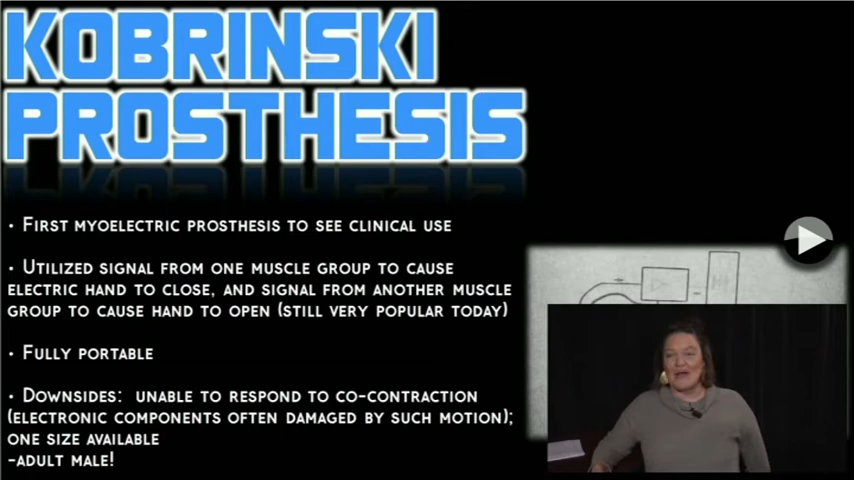 KOBRINSKI
PROSTHESIS
• First myoelectric prosthesis to see clinical use
• Utilized signal from one muscle group to cause
electric hand to close, and signal from another muscle
group to cause hand to open (still very popular today)
• Fully portable
• Downsides: unable to respond to co-contraction
(electronic components often damaged by such motion);
one size available
-adult male!